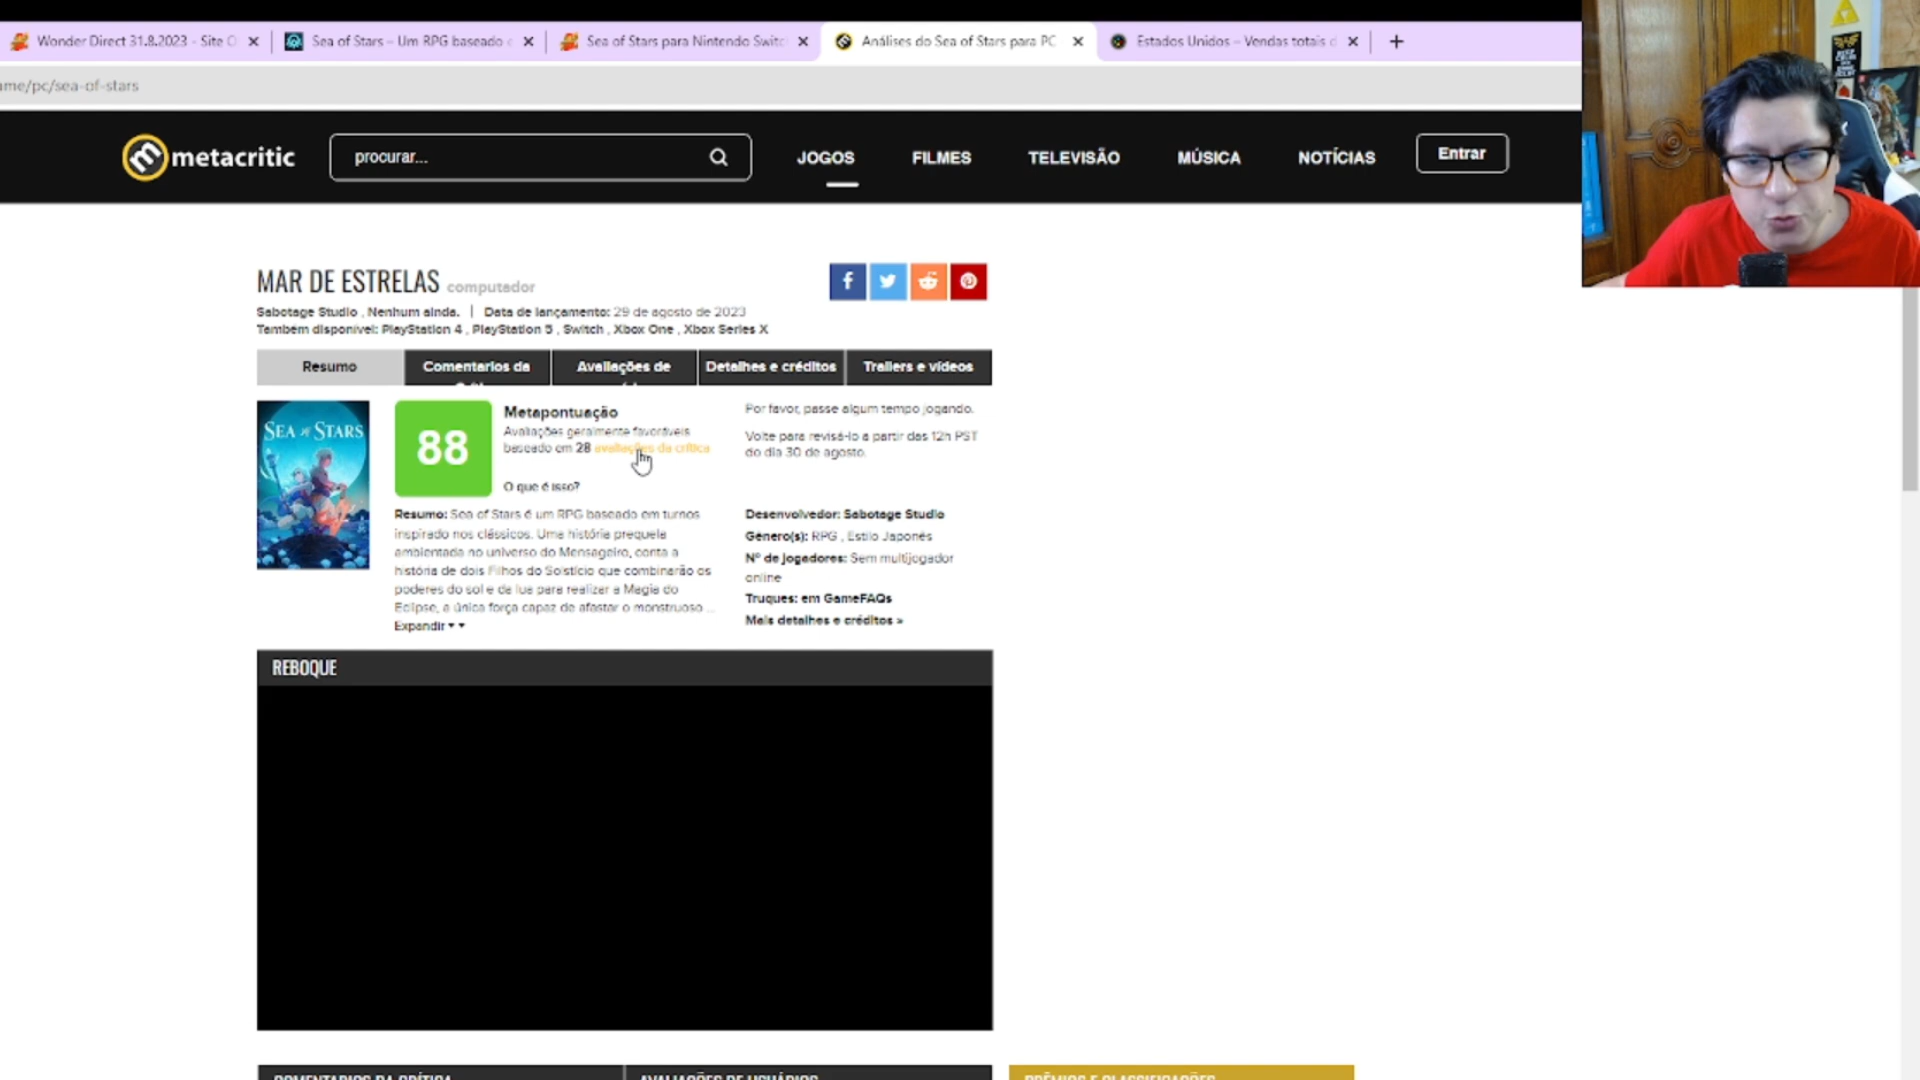 Wonder Direct 31.8.2023 - Site O
Sea of Stars – Um RPG baseado e
Sea of Stars para Nintendo Switc
Análises do Sea of Stars para PC
Estados Unidos – Vendas totais d
ame/pc/sea-of-stars
metacritic
procurar...
JOGOS
FILMES
TELEVISÃO
MÚSICA
NOTÍCIAS
Entrar
MAR DE ESTRELAS computador
Sabotage Studio , Nenhum ainda. | Data de lançamento: 29 de agosto de 2023
Também disponível: PlayStation 4 , PlayStation 5 , Switch , Xbox One , Xbox Series X
Resumo
Comentarios da
Avaliações de
Detalhes e créditos
Trailers e vídeos
SEA OF STARS
88
Metapontuação
Avaliações geralmente favoráveis
baseado em 28 avaliações da crítica
O que é isso?
Por favor, passe algum tempo jogando.
Volte para revisá-lo a partir das 12h PST
do dia 30 de agosto.
Resumo: Sea of Stars é um RPG baseado em turnos
inspirado nos clássicos. Uma história prequela
ambientada no universo do Mensageiro, conta a
história de dois Filhos do Solstício que combinarão os
poderes do sol e da lua para realizar a Magia do
Eclipse, a única força capaz de afastar o monstruoso ...
Expandir
Desenvolvedor: Sabotage Studio
Gênero(s): RPG , Estilo Japonés
Nº de jogadores: Sem multijogador
online
Truques: em GameFAQs
Mais detalhes e créditos »
REBOQUE
COMENTARIOS DA CRÍTICA
AVALIAÇÕES DE USUÁRIOS
PRÊMIOS E CLASSIFICAÇÕES